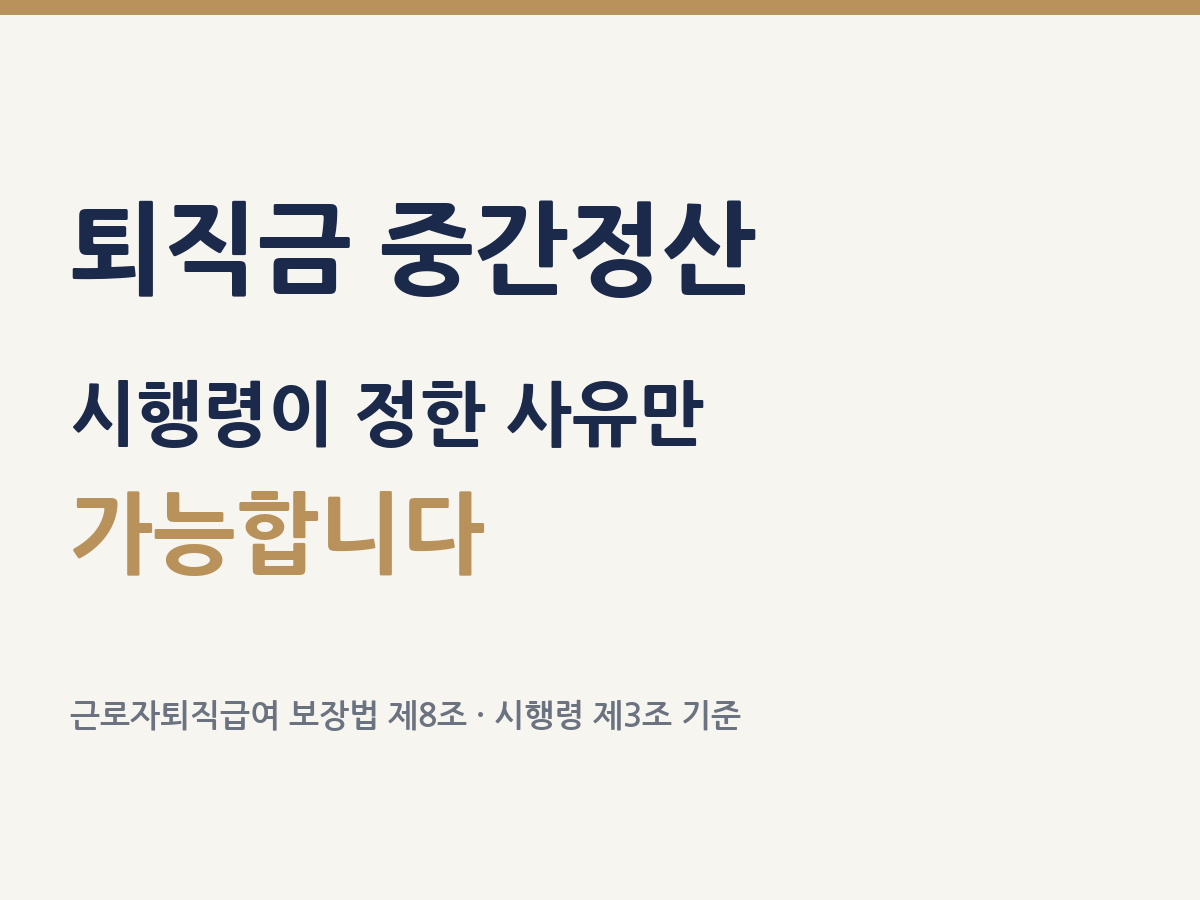 퇴직금 중간정산
시행령이 정한 사유만
가능합니다
근로자퇴직급여 보장법 제8조 · 시행령 제3조 기준